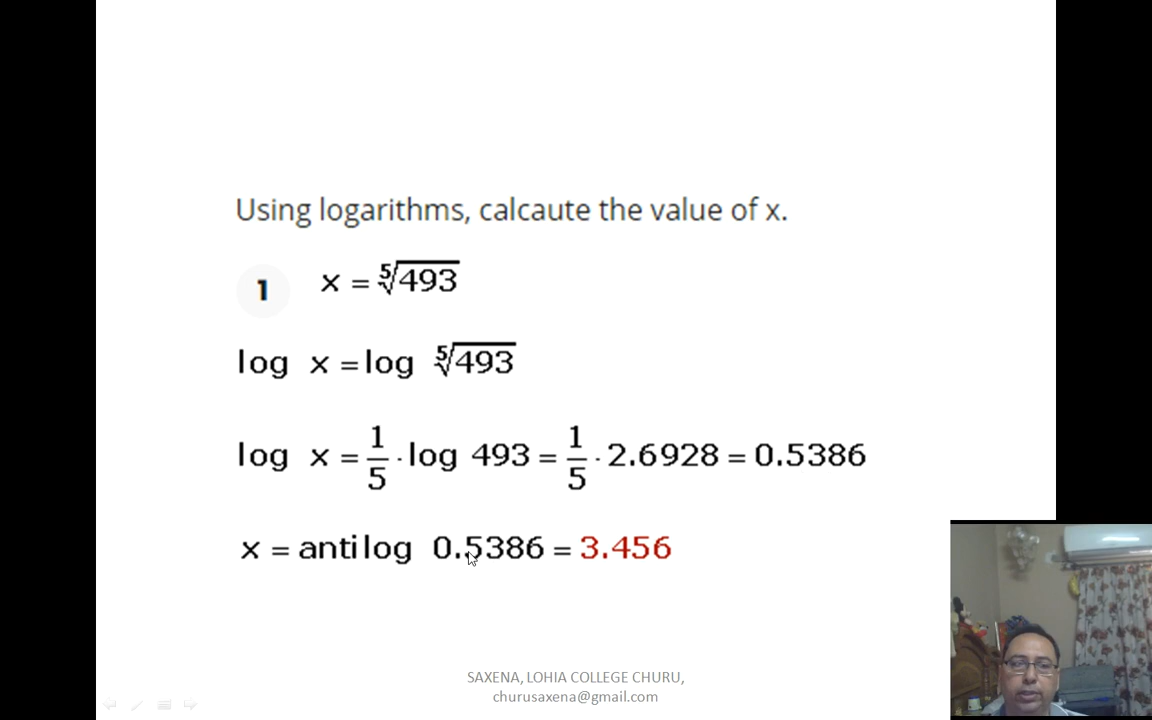 Using logarithms, calcaute the value of x.
1 x = ⁵√493
log x = log ⁵√493
log x = 1/5 · log 493 = 1/5 · 2.6928 = 0.5386
x = antilog 0.5386 = 3.456
SAXENA, LOHIA COLLEGE CHURU,
churusaxena@gmail.com